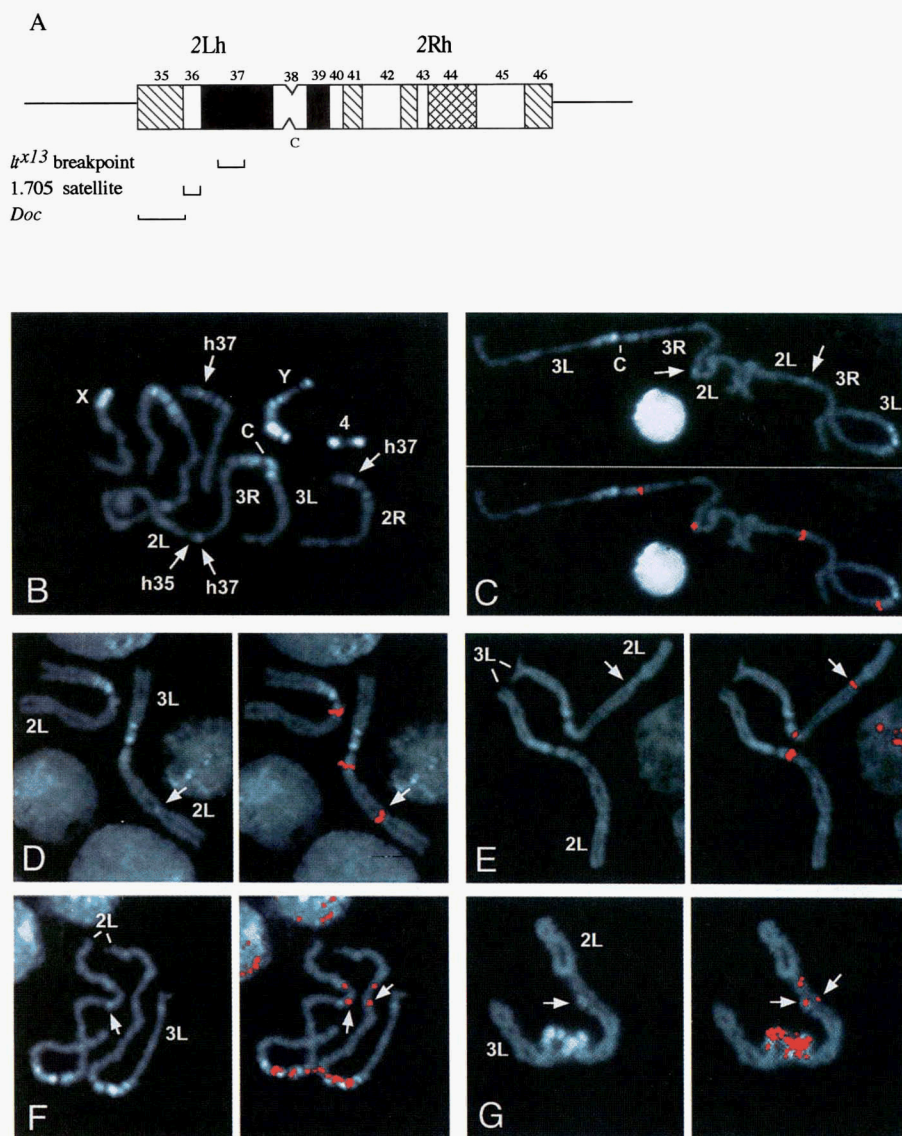 A
2Lh
2Rh
35 36 37 38 39 40 41 42 43 44 45 46
C
lt^x13 breakpoint
1.705 satellite
Doc
h37
X
Y
C
4
h37
3R 3L
2R
2L
h35 h37
B
3L
C
3R
2L
2L
3R
3L
C
3L
2L
2L
D
3L
2L
2L
E
2L
3L
F
2L
3L
G